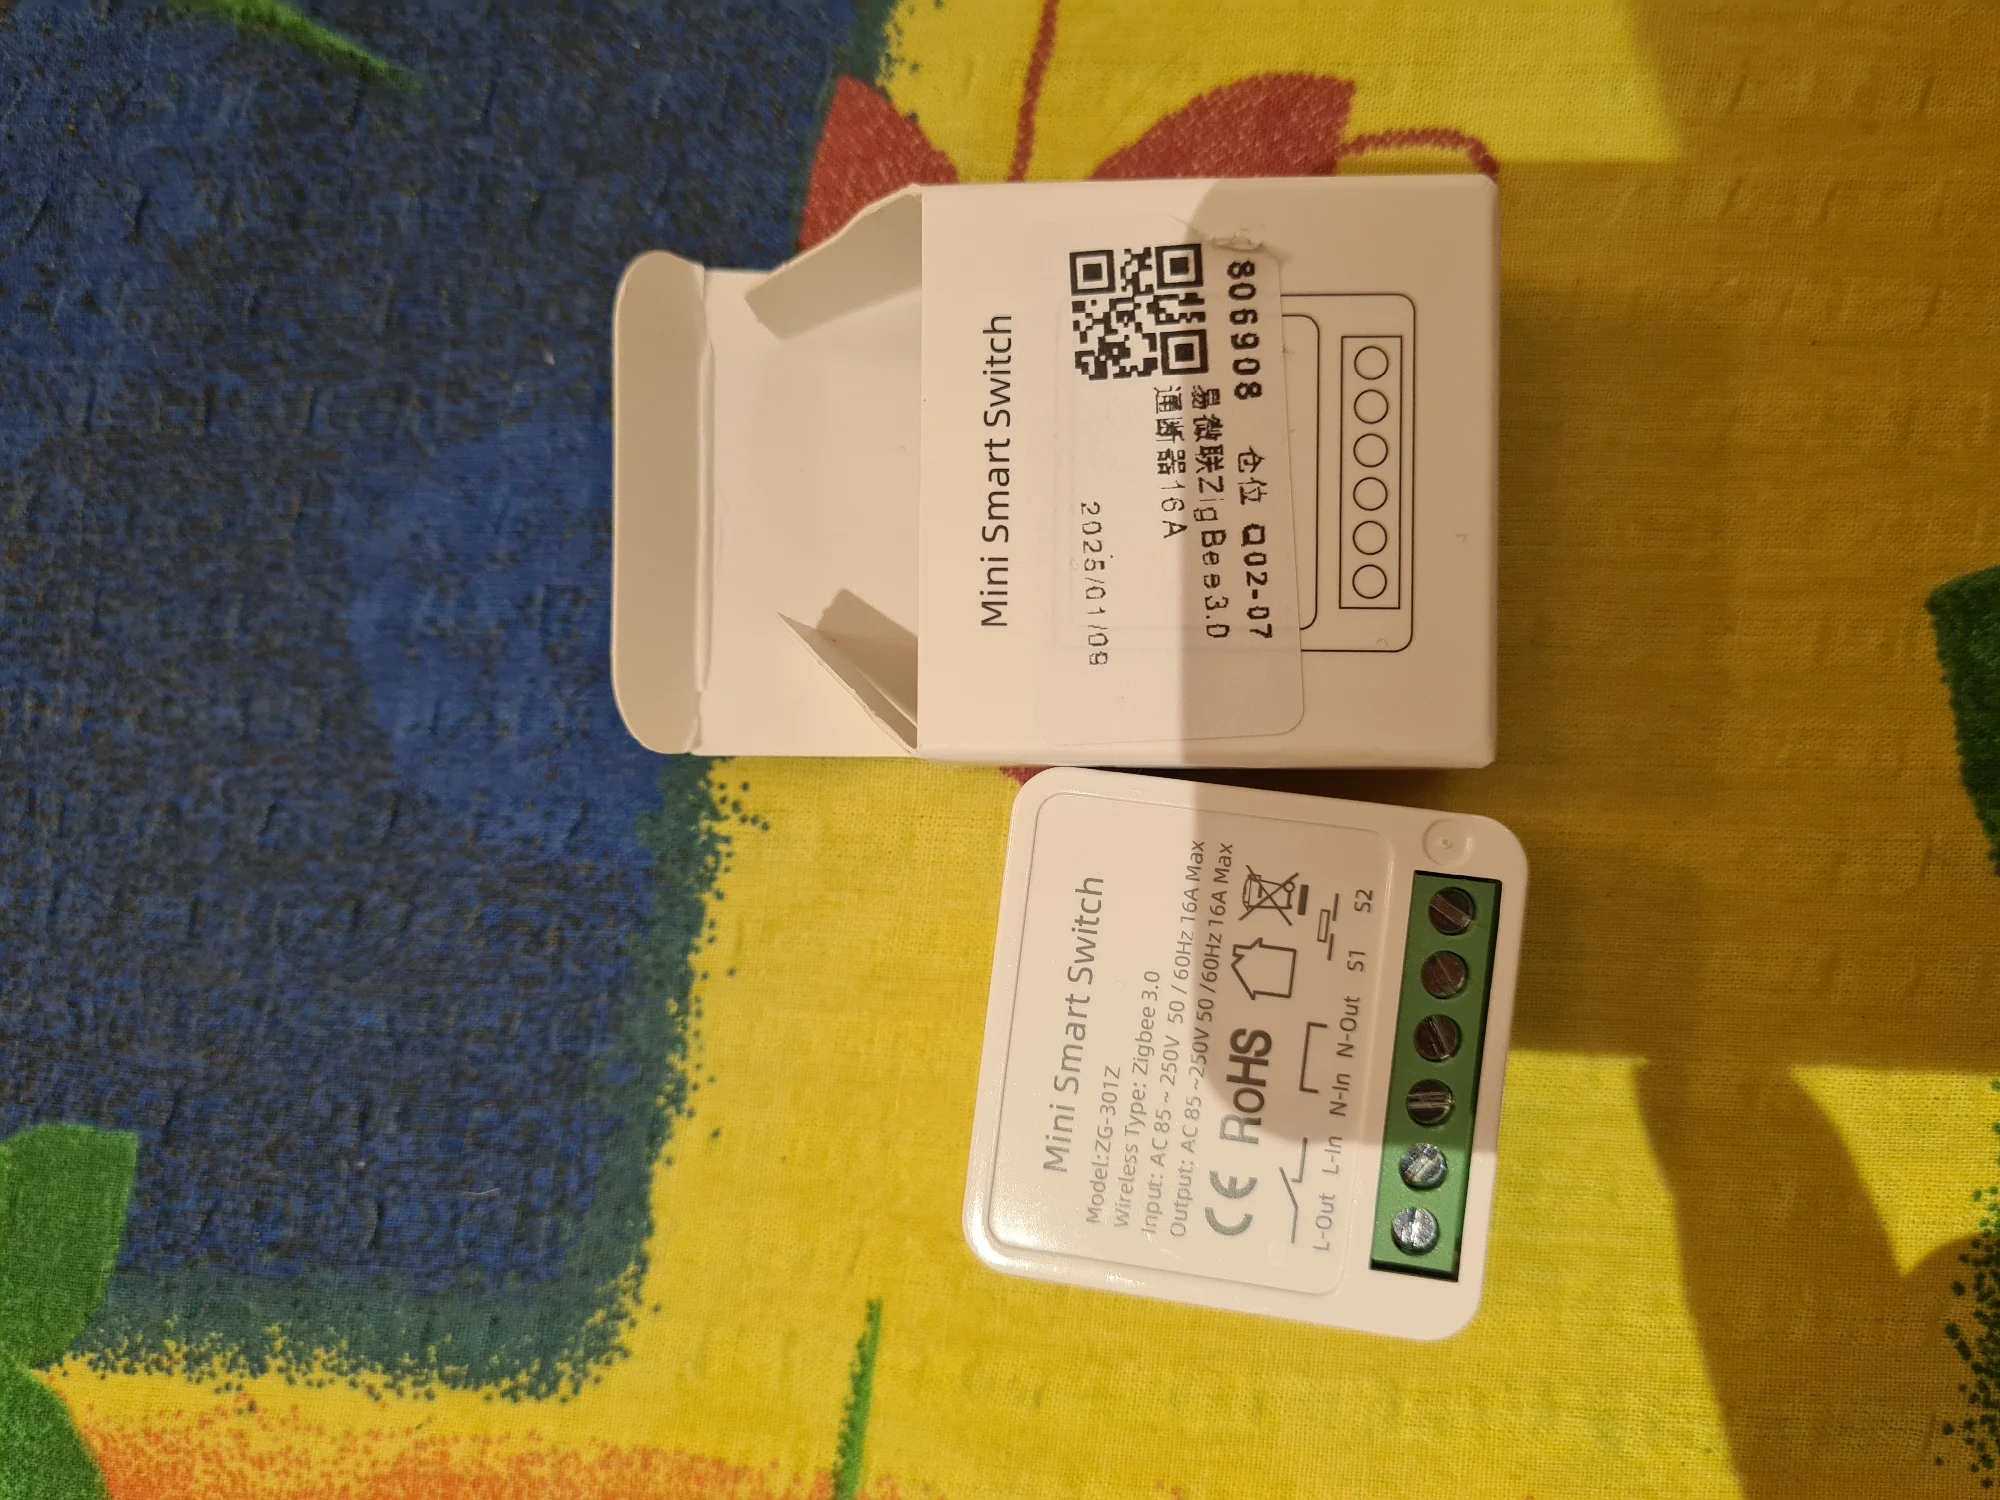 Mini Smart Switch
806908 仓位 Q02-07
易微联ZigBee3.0
通断器16A
2025/01/09
Mini Smart Switch
Model:ZG-301Z
Wireless Type: Zigbee 3.0
Input: AC 85 ~ 250V 50 / 60Hz 16A Max
Output: AC 85 ~250V 50 /60Hz 16A Max
CE RoHS
L-Out L-In N-In N-Out S1 S2